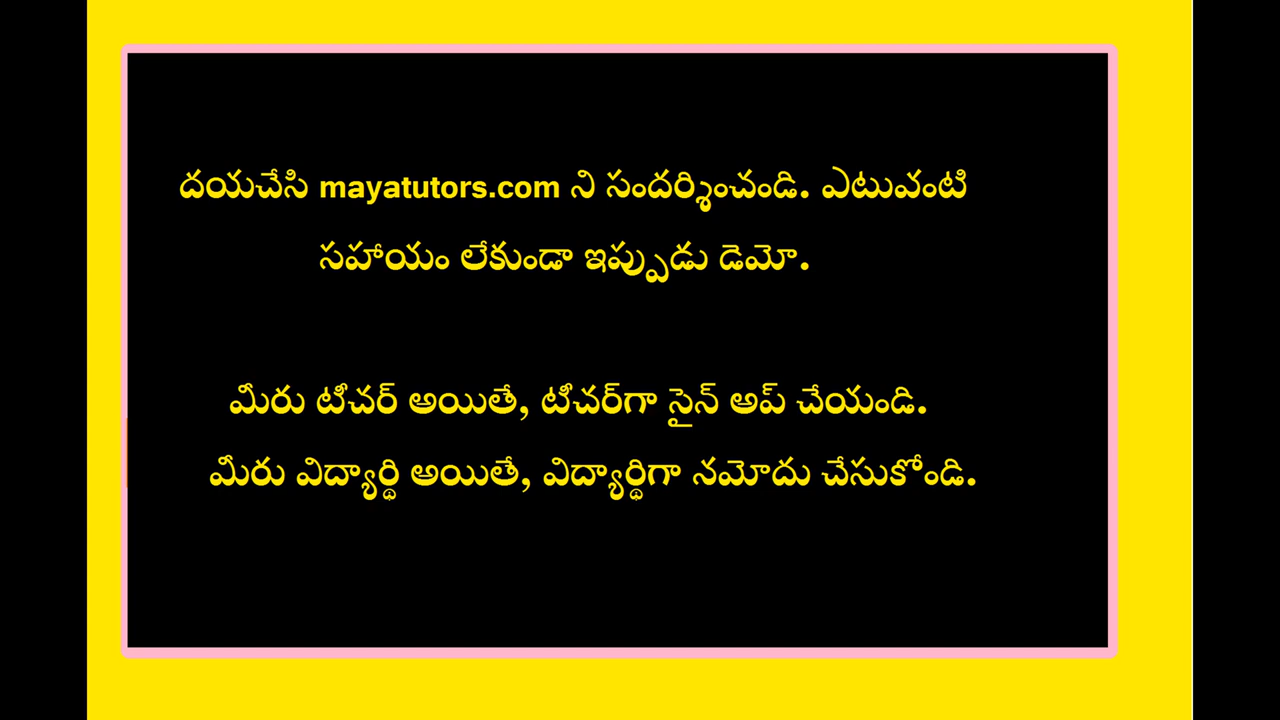 దయచేసి mayatutors.com ని సందర్శించండి. ఎటువంటి
సహాయం లేకుండా ఇప్పుడు డెమో.
మీరు టీచర్ అయితే, టీచర్‌గా సైన్ అప్ చేయండి.
మీరు విద్యార్థి అయితే, విద్యార్థిగా నమోదు చేసుకోండి.